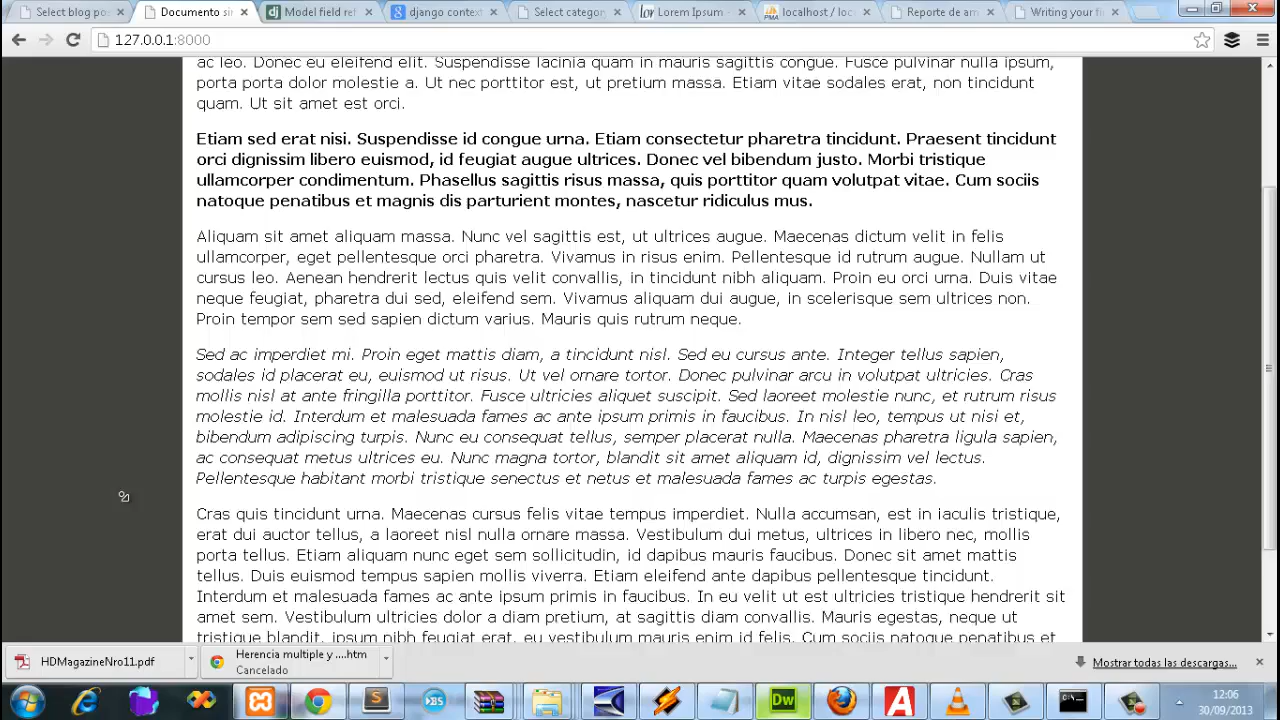 Select blog pos
Documento si
Model field re
django context
Select categor
Lorem Ipsum -
localhost / loc
Reporte de am
Writing your f
127.0.0.1:8000
ac leo. Donec eu eleifend elit. Suspendisse lacinia quam in mauris sagittis congue. Fusce pulvinar nulla ipsum,
porta porta dolor molestie a. Ut nec porttitor est, ut pretium massa. Etiam vitae sodales erat, non tincidunt
quam. Ut sit amet est orci.
Etiam sed erat nisi. Suspendisse id congue urna. Etiam consectetur pharetra tincidunt. Praesent tincidunt
orci dignissim libero euismod, id feugiat augue ultrices. Donec vel bibendum justo. Morbi tristique
ullamcorper condimentum. Phasellus sagittis risus massa, quis porttitor quam volutpat vitae. Cum sociis
natoque penatibus et magnis dis parturient montes, nascetur ridiculus mus.
Aliquam sit amet aliquam massa. Nunc vel sagittis est, ut ultrices augue. Maecenas dictum velit in felis
ullamcorper, eget pellentesque orci pharetra. Vivamus in risus enim. Pellentesque id rutrum augue. Nullam ut
cursus leo. Aenean hendrerit lectus quis velit convallis, in tincidunt nibh aliquam. Proin eu orci urna. Duis vitae
neque feugiat, pharetra dui sed, eleifend sem. Vivamus aliquam dui augue, in scelerisque sem ultrices non.
Proin tempor sem sed sapien dictum varius. Mauris quis rutrum neque.
Sed ac imperdiet mi. Proin eget mattis diam, a tincidunt nisl. Sed eu cursus ante. Integer tellus sapien,
sodales id placerat eu, euismod ut risus. Ut vel ornare tortor. Donec pulvinar arcu in volutpat ultricies. Cras
mollis nisl at ante fringilla porttitor. Fusce ultricies aliquet suscipit. Sed laoreet molestie nunc, et rutrum risus
molestie id. Interdum et malesuada fames ac ante ipsum primis in faucibus. In nisl leo, tempus ut nisi et,
bibendum adipiscing turpis. Nunc eu consequat tellus, semper placerat nulla. Maecenas pharetra ligula sapien,
ac consequat metus ultrices eu. Nunc magna tortor, blandit sit amet aliquam id, dignissim vel lectus.
Pellentesque habitant morbi tristique senectus et netus et malesuada fames ac turpis egestas.
Cras quis tincidunt urna. Maecenas cursus felis vitae tempus imperdiet. Nulla accumsan, est in iaculis tristique,
erat dui auctor tellus, a laoreet nisl nulla ornare massa. Vestibulum dui metus, ultrices in libero nec, mollis
porta tellus. Etiam aliquam nunc eget sem sollicitudin, id dapibus mauris faucibus. Donec sit amet mattis
tellus. Duis euismod tempus sapien mollis viverra. Etiam eleifend ante dapibus pellentesque tincidunt.
Interdum et malesuada fames ac ante ipsum primis in faucibus. In eu velit ut est ultricies tristique hendrerit sit
amet sem. Vestibulum ultricies dolor a diam pretium, at sagittis diam convallis. Mauris egestas, neque ut
tristique blandit, ipsum nibh feugiat erat, eu vestibulum mauris enim id felis. Cum sociis natoque penatibus et
HDMagazineNro11.pdf
Herencia multiple y ....htm
Cancelado
Mostrar todas las descargas...
12:06
30/09/2013